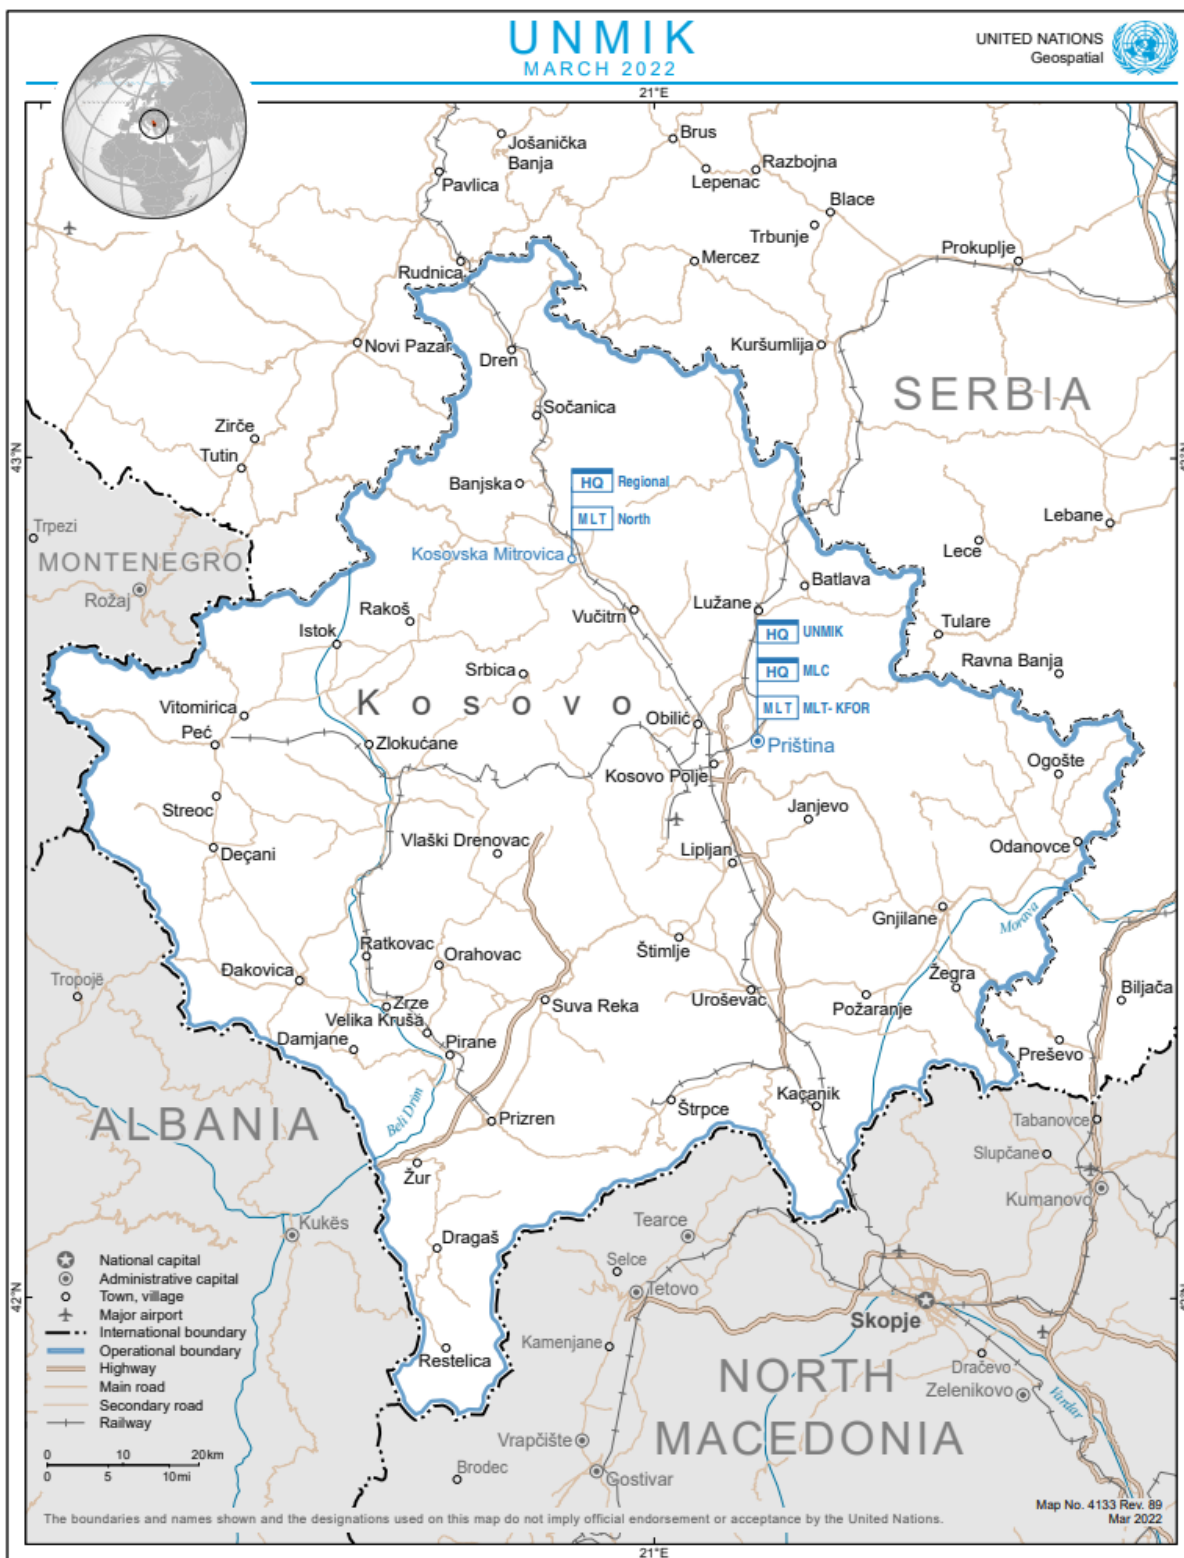 UNMIK
MARCH 2022
UNITED NATIONS
Geospatial
21°E
Jošanička
Banja
Pavlica
Brus
Lepenac
Razbojna
Blace
Trbunje
Prokuplje
Rudnica
Mercez
Novi Pazar
Dren
Kuršumlija
SERBIA
Sočanica
Zirče
Tutin
43°N
43°N
Banjska
HQ Regional
MLT North
Lebane
Trpezi
Lece
MONTENEGRO
Kosovska Mitrovica
Rožaj
Batlava
Rakoš
Vučitrn
Lužane
Istok
HQ UNMIK
Tulare
Srbica
HQ MLC
Ravna Banja
Kosovo
Vitomirica
MLT MLT- KFOR
Obilić
Peć
Zlokućane
Priština
Kosovo Polje
Ogošte
Streoc
Janjevo
Vlaški Drenovac
Deçani
Lipljan
Odanovce
Gnjilane
Morava
Štimlje
Ratkovac
Orahovac
Tropojë
Đakovica
Žegra
Zrze
Suva Reka
Uroševac
Biljača
Velika Kruša
Požaranje
Damjane
Pirane
Preševo
Kaçanik
Štrpce
ALBANIA
Beli Drim
Prizren
Tabanovce
Slupčane
Žur
Kumanovo
Kukës
Tearce
Dragaš
Selce
Tetovo
Skopje
42°N
42°N
Kamenjane
Restelica
Dračevo
NORTH
MACEDONIA
Zelenikovo
Vardar
Vrapčište
Brodec
Gostivar
National capital
Administrative capital
Town, village
Major airport
International boundary
Operational boundary
Highway
Main road
Secondary road
Railway
0 10 20km
0 5 10mi
Map No. 4133 Rev. 89
Mar 2022
The boundaries and names shown and the designations used on this map do not imply official endorsement or acceptance by the United Nations.
21°E